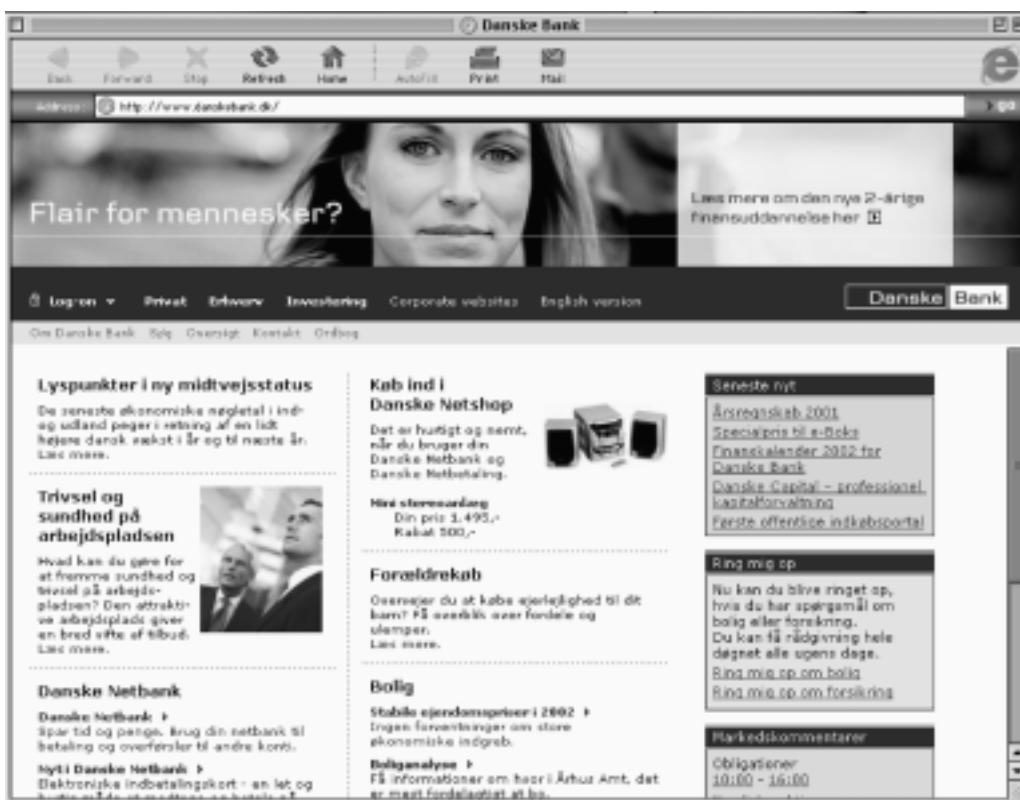 Danske Bank
Back Forward Stop Refresh Home AutoFill Print Mail
Address: http://www.danskebank.dk/ go
Flair for mennesker?
Læs mere om den nye 2-årige
finansuddannelse her
Log-on Privat Erhverv Investering Corporate websites English version
Danske Bank
Om Danske Bank Søg Oversigt Kontakt Ordbog
Lyspunkter i ny midtvejsstatus
De seneste økonomiske nøgletal i ind-
og udland peger i retning af en lidt
højere dansk vækst i år og til næste år.
Læs mere.
Trivsel og
sundhed på
arbejdspladsen
Hvad kan du gøre for
at fremme sundhed og
trivsel på arbejds-
pladsen? Den attrakti-
ve arbejdsplads giver
en bred vifte af tilbud.
Læs mere.
Danske Netbank
Danske Netbank
Spar tid og penge. Brug din netbank til
betaling og overførsler til andre konti.
Nyt i Danske Netbank
Elektroniske indbetalingskort - en let og
Køb ind i
Danske Netshop
Det er hurtigt og nemt,
når du bruger din
Danske Netbank og
Danske Netbetaling.
Mini stereoanlæg
Din pris 1.495,-
Rabat 500,-
Forældrekøb
Overvejer du at købe ejerlejlighed til dit
barn? Få overblik over fordele og
ulemper.
Læs mere.
Bolig
Stabile ejendomspriser i 2002
Ingen forventninger om store
økonomiske indgreb.
Boliganalyse
Få informationer om hvor i Århus Amt, det
er mest fordelagtigt at bo.
Seneste nyt
Årsregnskab 2001
Specialpris til e-Boks
Finanskalender 2002 for
Danske Bank
Danske Capital - professionel
kapitalforvaltning
Første offentlige indkøbsportal
Ring mig op
Nu kan du blive ringet op,
hvis du har spørgsmål om
bolig eller forsikring.
Du kan få rådgivning hele
døgnet alle ugens dage.
Ring mig op om bolig
Ring mig op om forsikring
Markedskommentarer
Obligationer
10:00 - 16:00